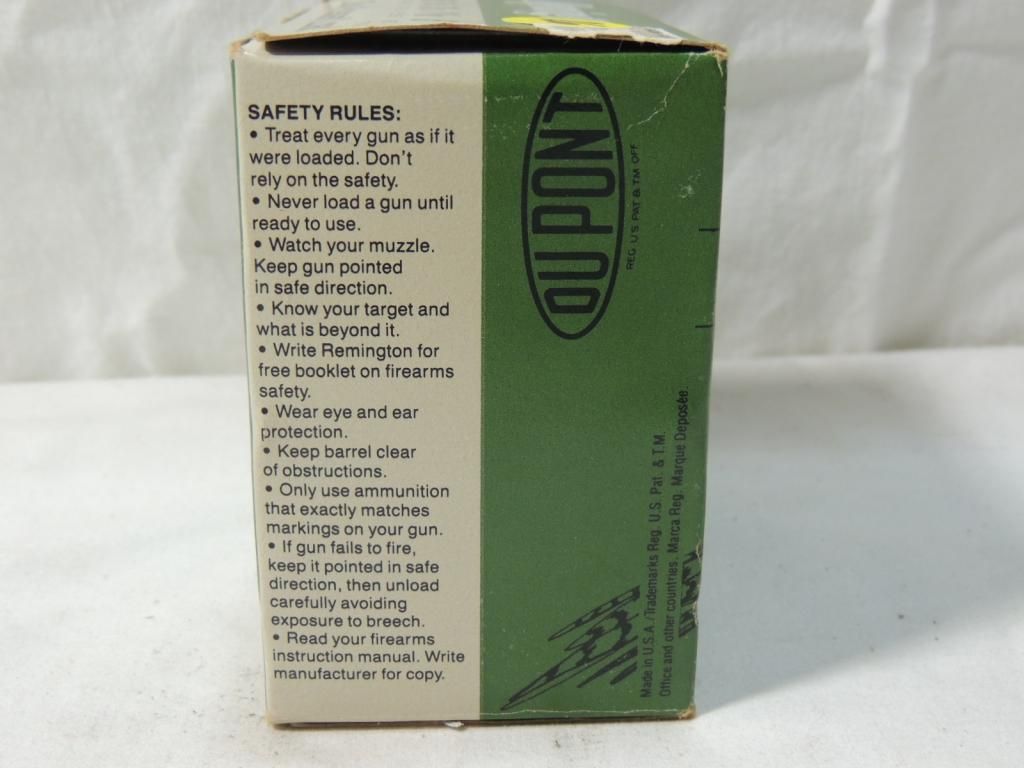 SAFETY RULES:
• Treat every gun as if it
were loaded. Don't
rely on the safety.
• Never load a gun until
ready to use.
• Watch your muzzle.
Keep gun pointed
in safe direction.
• Know your target and
what is beyond it.
• Write Remington for
free booklet on firearms
safety.
• Wear eye and ear
protection.
• Keep barrel clear
of obstructions.
• Only use ammunition
that exactly matches
markings on your gun.
• If gun fails to fire,
keep it pointed in safe
direction, then unload
carefully avoiding
exposure to breech.
• Read your firearms
instruction manual. Write
manufacturer for copy.
DU PONT
REG U S PAT & TM OFF
Made in U.S.A./Trademarks Reg. U.S. Pat. & T.M.
Office and other countries. Marca Reg. Marque Deposée.